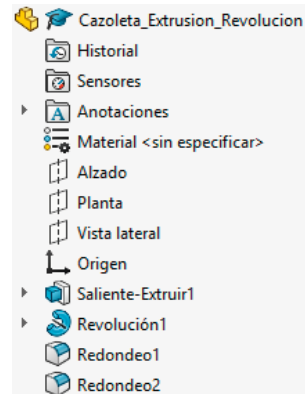 Cazoleta_Extrusion_Revolucion
Historial
Sensores
Anotaciones
Material <sin especificar>
Alzado
Planta
Vista lateral
Origen
Saliente-Extruir1
Revolución1
Redondeo1
Redondeo2